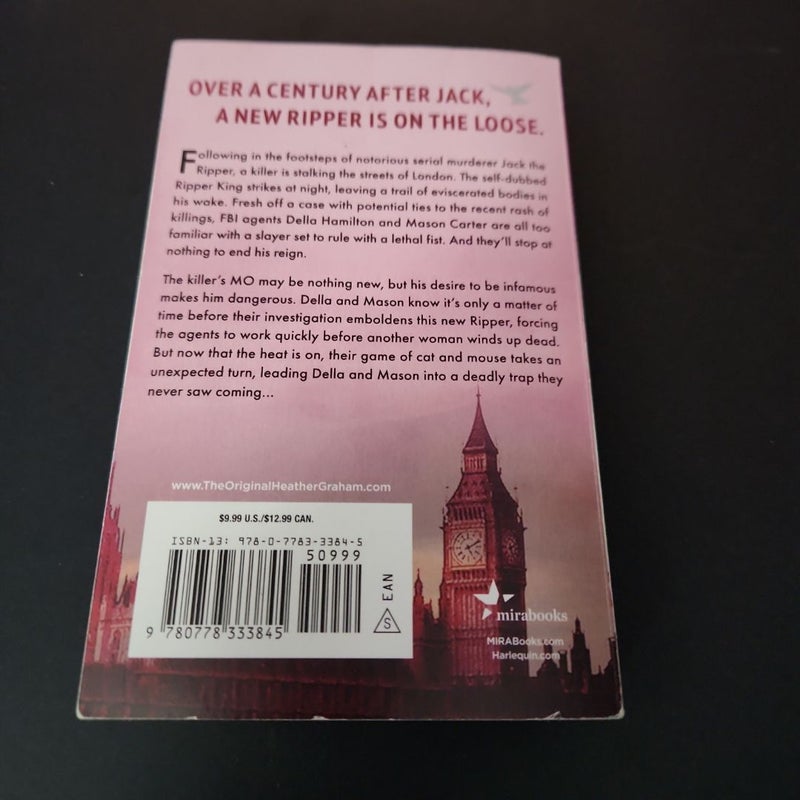 OVER A CENTURY AFTER JACK,
A NEW RIPPER IS ON THE LOOSE.
Following in the footsteps of notorious serial murderer Jack the
Ripper, a killer is stalking the streets of London. The self-dubbed
Ripper King strikes at night, leaving a trail of eviscerated bodies in
his wake. Fresh off a case with potential ties to the recent rash of
killings, FBI agents Della Hamilton and Mason Carter are all too
familiar with a slayer set to rule with a lethal fist. And they'll stop at
nothing to end his reign.
The killer's MO may be nothing new, but his desire to be infamous
makes him dangerous. Della and Mason know it's only a matter of
time before their investigation emboldens this new Ripper, forcing
the agents to work quickly before another woman winds up dead.
But now that the heat is on, their game of cat and mouse takes an
unexpected turn, leading Della and Mason into a deadly trap they
never saw coming...
www.TheOriginalHeatherGraham.com
$9.99 U.S./$12.99 CAN.
ISBN-13: 978-0-7783-3384-5
50999
9 780778 333845
EAN
S
mirabooks
MIRABooks.com
Harlequin.com